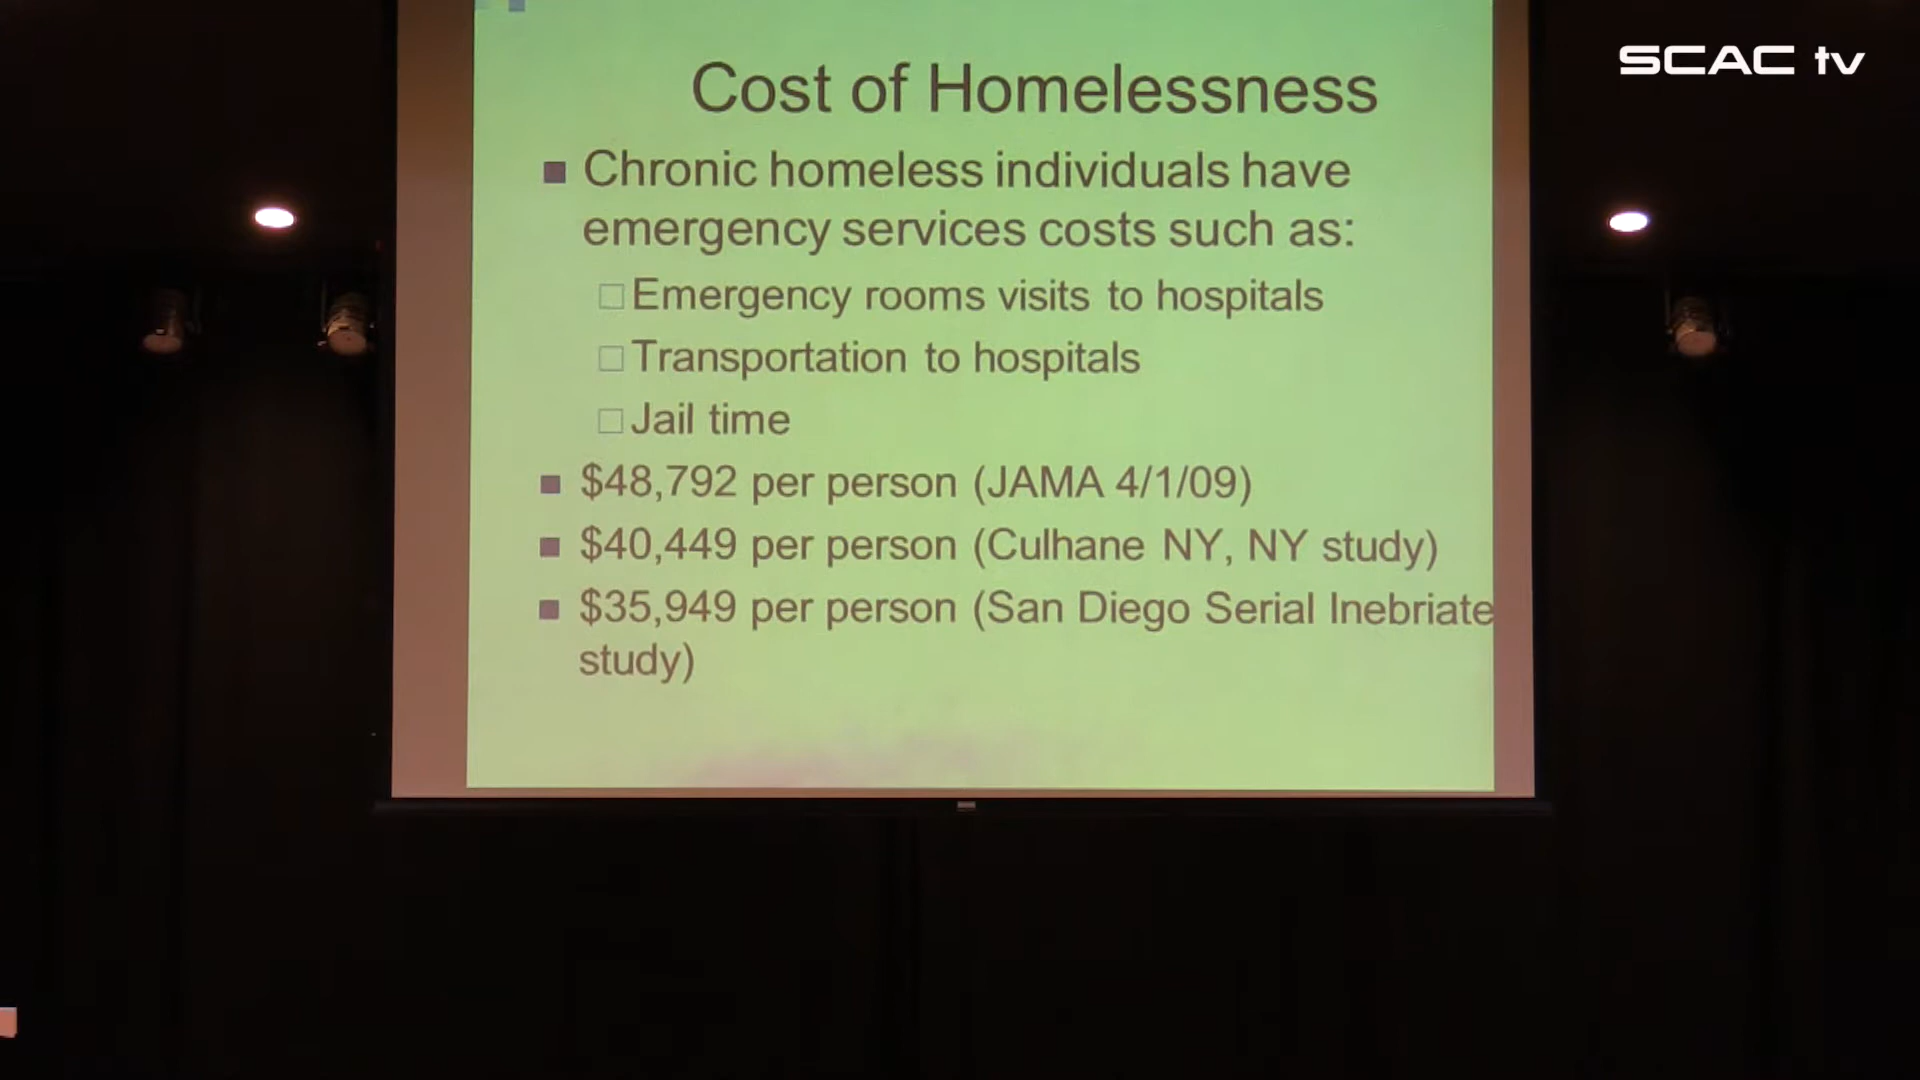 SCAC tv
Cost of Homelessness
Chronic homeless individuals have
emergency services costs such as:
Emergency rooms visits to hospitals
Transportation to hospitals
Jail time
$48,792 per person (JAMA 4/1/09)
$40,449 per person (Culhane NY, NY study)
$35,949 per person (San Diego Serial Inebriate
study)